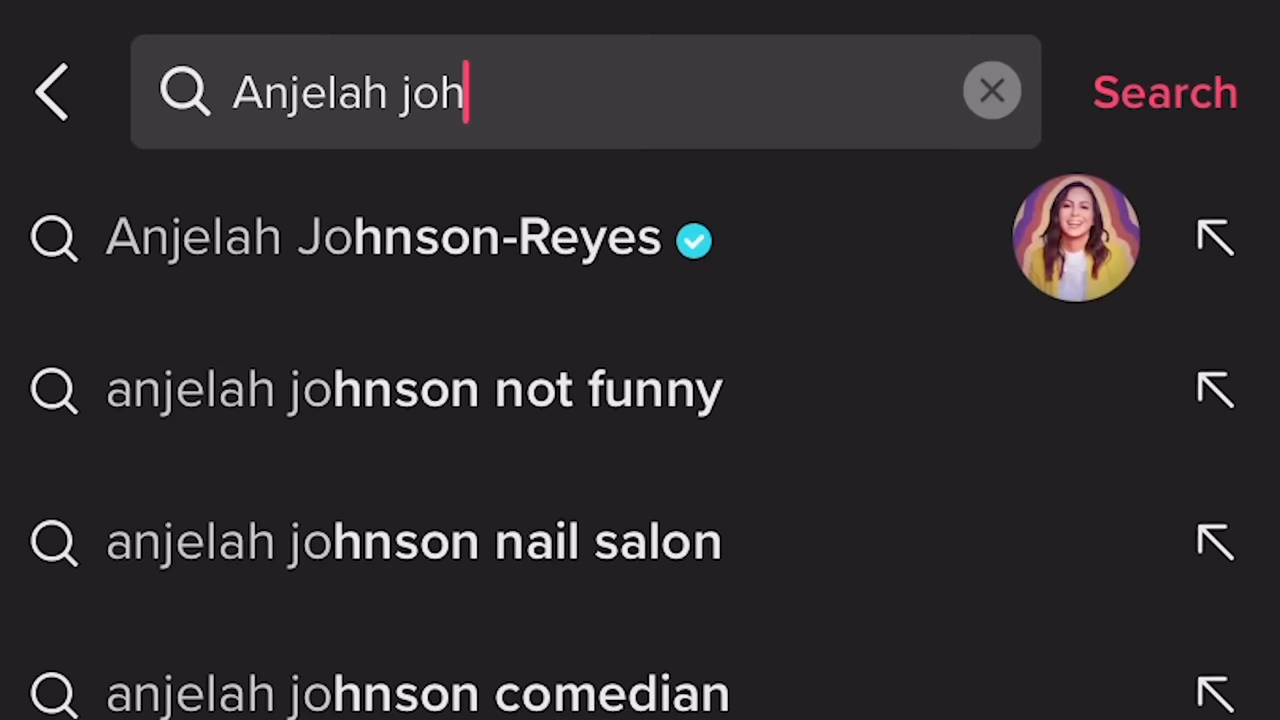 Anjelah joh
Search
Anjelah Johnson-Reyes
anjelah johnson not funny
anjelah johnson nail salon
anjelah johnson comedian